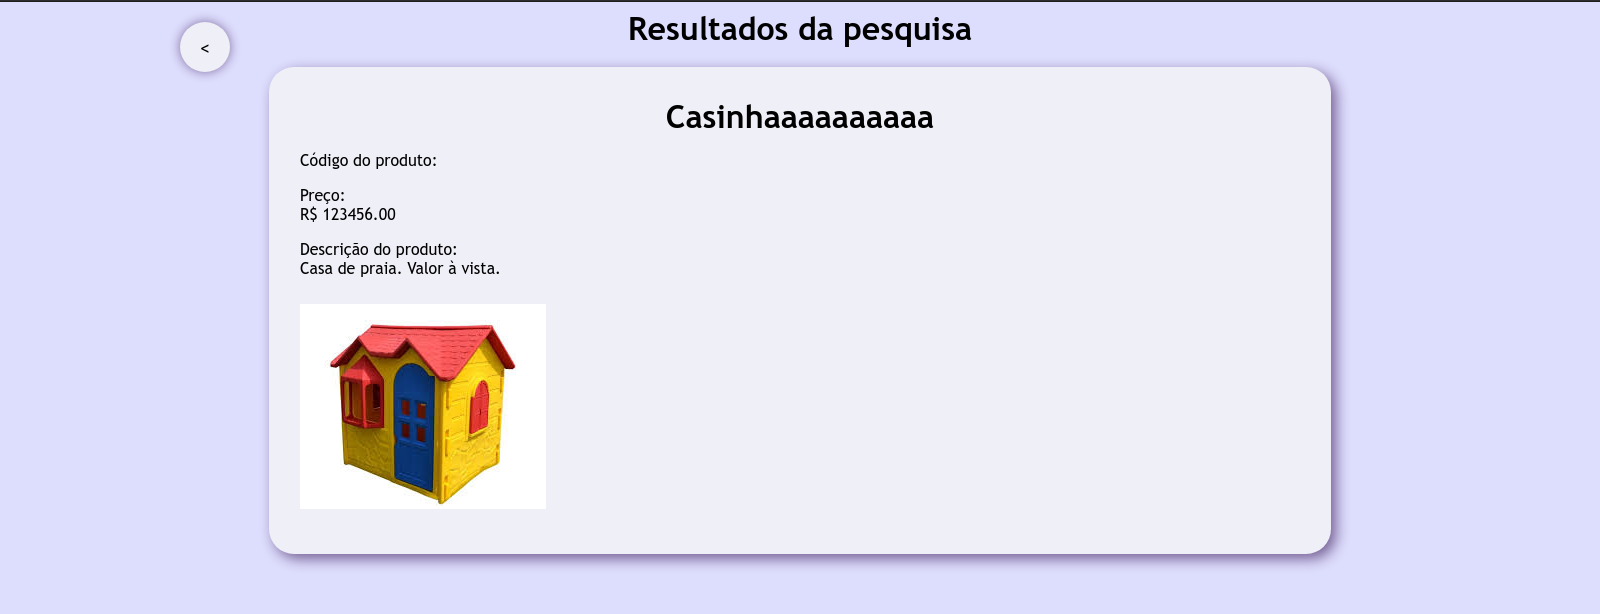 Resultados da pesquisa
<
Casinhaaaaaaaaaa
Código do produto:
Preço:
R$ 123456.00
Descrição do produto:
Casa de praia. Valor à vista.